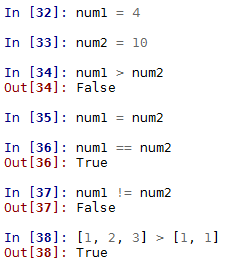 In [32]: num1 = 4
In [33]: num2 = 10
In [34]: num1 > num2
Out[34]: False
In [35]: num1 = num2
In [36]: num1 == num2
Out[36]: True
In [37]: num1 != num2
Out[37]: False
In [38]: [1, 2, 3] > [1, 1]
Out[38]: True